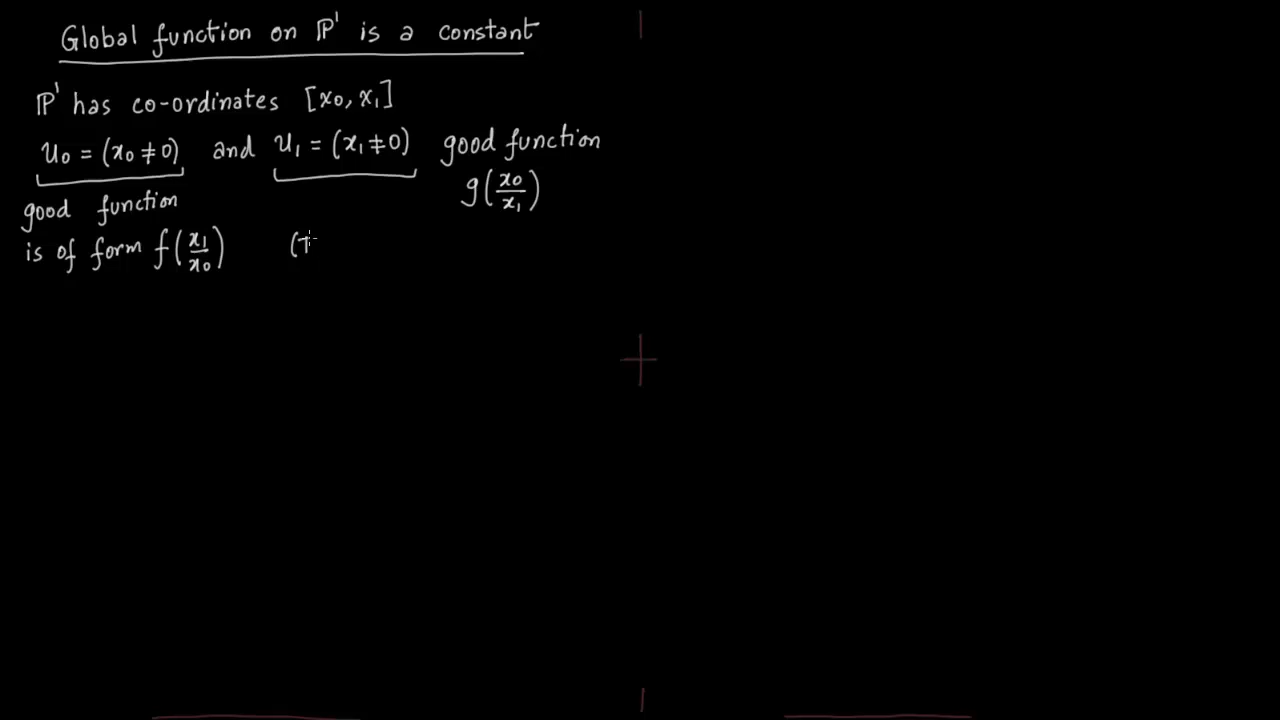 Global function on ℙ¹ is a constant
ℙ¹ has co-ordinates [x₀, x₁]
U₀ = (x₀ ≠ 0) and U₁ = (x₁ ≠ 0) good function
g(x₀/x₁)
good function
is of form f(x₁/x₀) (T